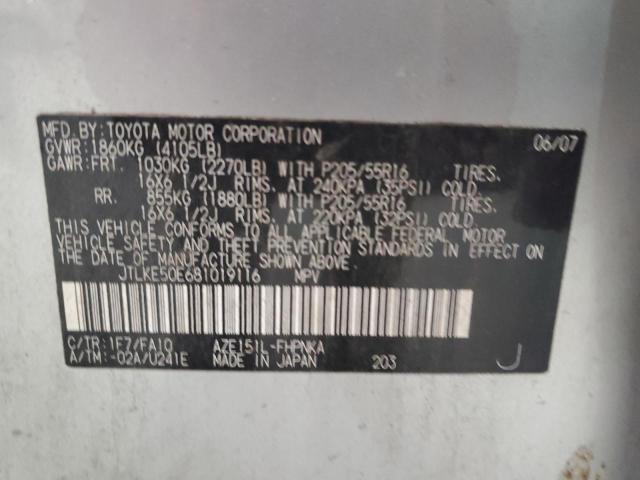 MFD. BY: TOYOTA MOTOR CORPORATION 06/07
GVWR: 1860KG (4105LB)
GAWR: FRT. 1030KG (2270LB) WITH P205/55R16 TIRES.
16X6 1/2J RIMS. AT 240KPA (35PSI) COLD.
RR. 855KG (1880LB) WITH P205/55R16 TIRES.
16X6 1/2J RIMS. AT 220KPA (32PSI) COLD.
THIS VEHICLE CONFORMS TO ALL APPLICABLE FEDERAL MOTOR
VEHICLE SAFETY AND THEFT PREVENTION STANDARDS IN EFFECT ON
THE DATE OF MANUFACTURE SHOWN ABOVE.
JTLKE50E681019116 MPV
C/TR: 1F7/FA10 AZE151L-FHPNKA
A/TM: -02A/U241E MADE IN JAPAN 203 J